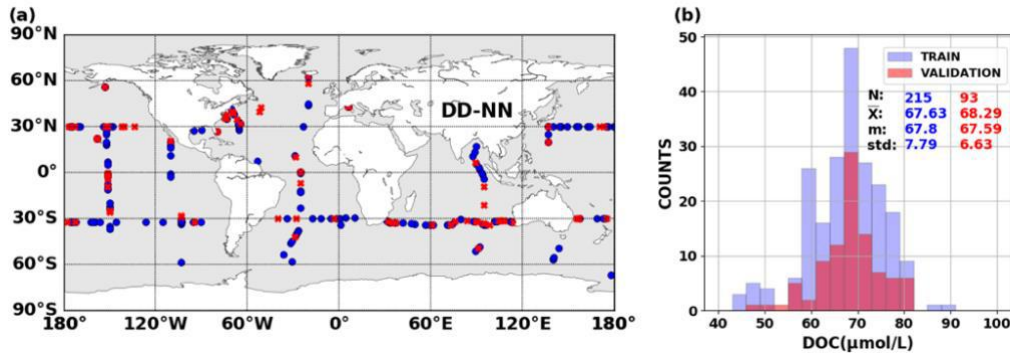 (a)
90°N
60°N
30°N
0°
30°S
60°S
90°S
180° 120°W 60°W 0° 60°E 120°E 180°
DD-NN
(b)
50
40
30
20
10
0
COUNTS
TRAIN
VALIDATION
N: 215 93
X̄: 67.63 68.29
m: 67.8 67.59
std: 7.79 6.63
40 50 60 70 80 90 100
DOC(μmol/L)